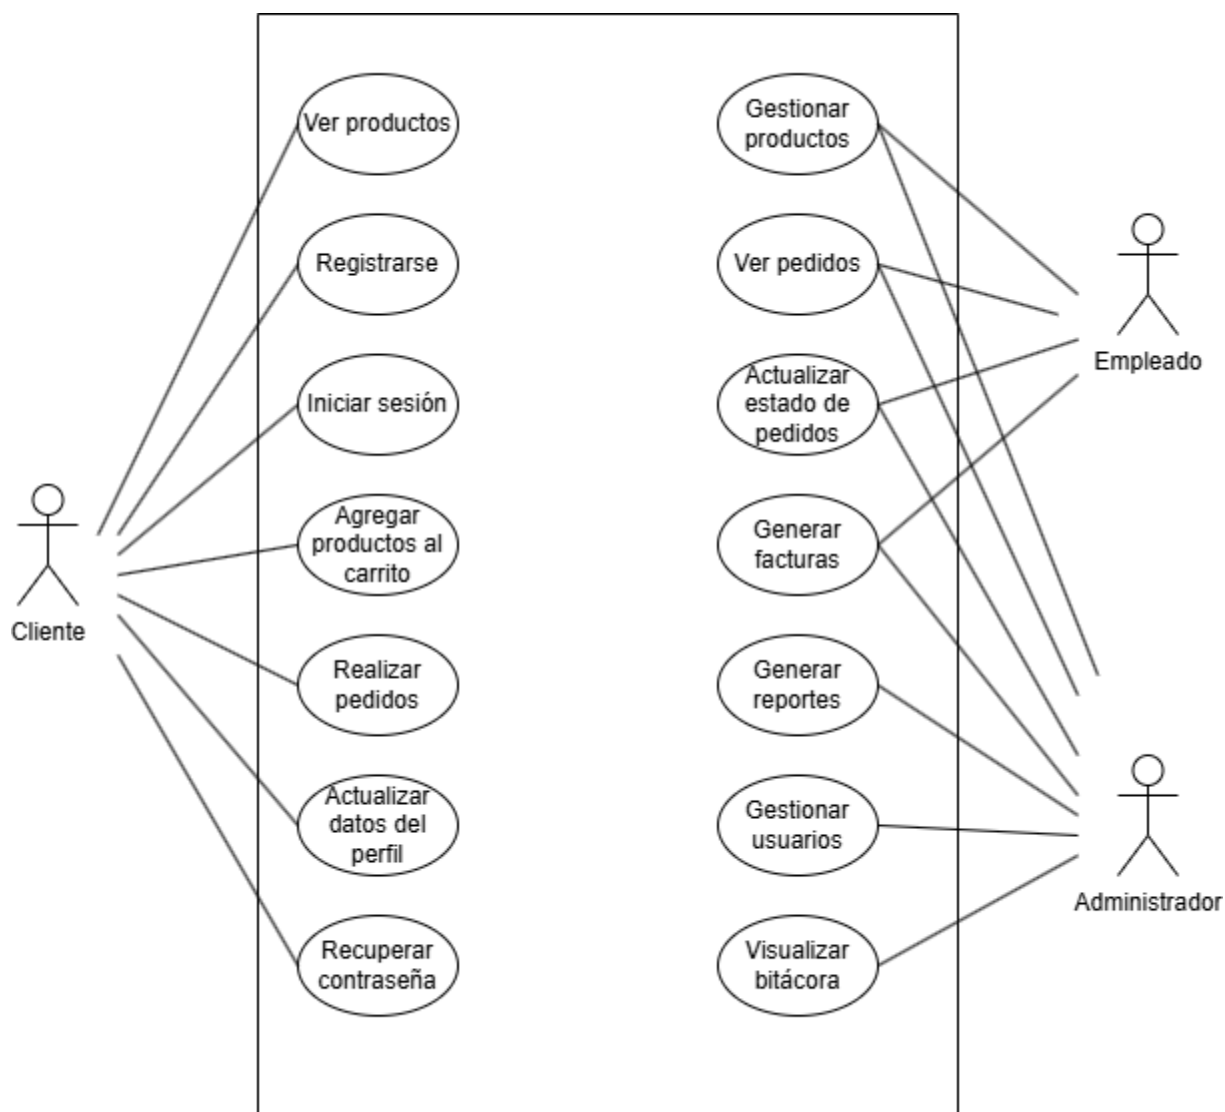 Ver productos
Registrarse
Iniciar sesión
Agregar
productos al
carrito
Realizar
pedidos
Actualizar
datos del
perfil
Recuperar
contraseña
Cliente
Gestionar
productos
Ver pedidos
Actualizar
estado de
pedidos
Generar
facturas
Generar
reportes
Gestionar
usuarios
Visualizar
bitácora
Empleado
Administrador